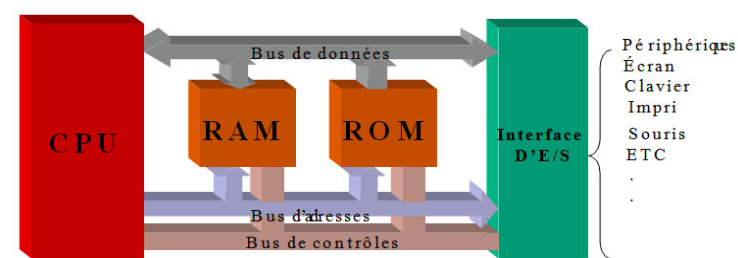 Bus de données
CPU
RAM
ROM
Interface
D'E/S
Périphériques
Écran
Clavier
Impri
Souris
ETC
.
.
Bus d'adresses
Bus de contrôles